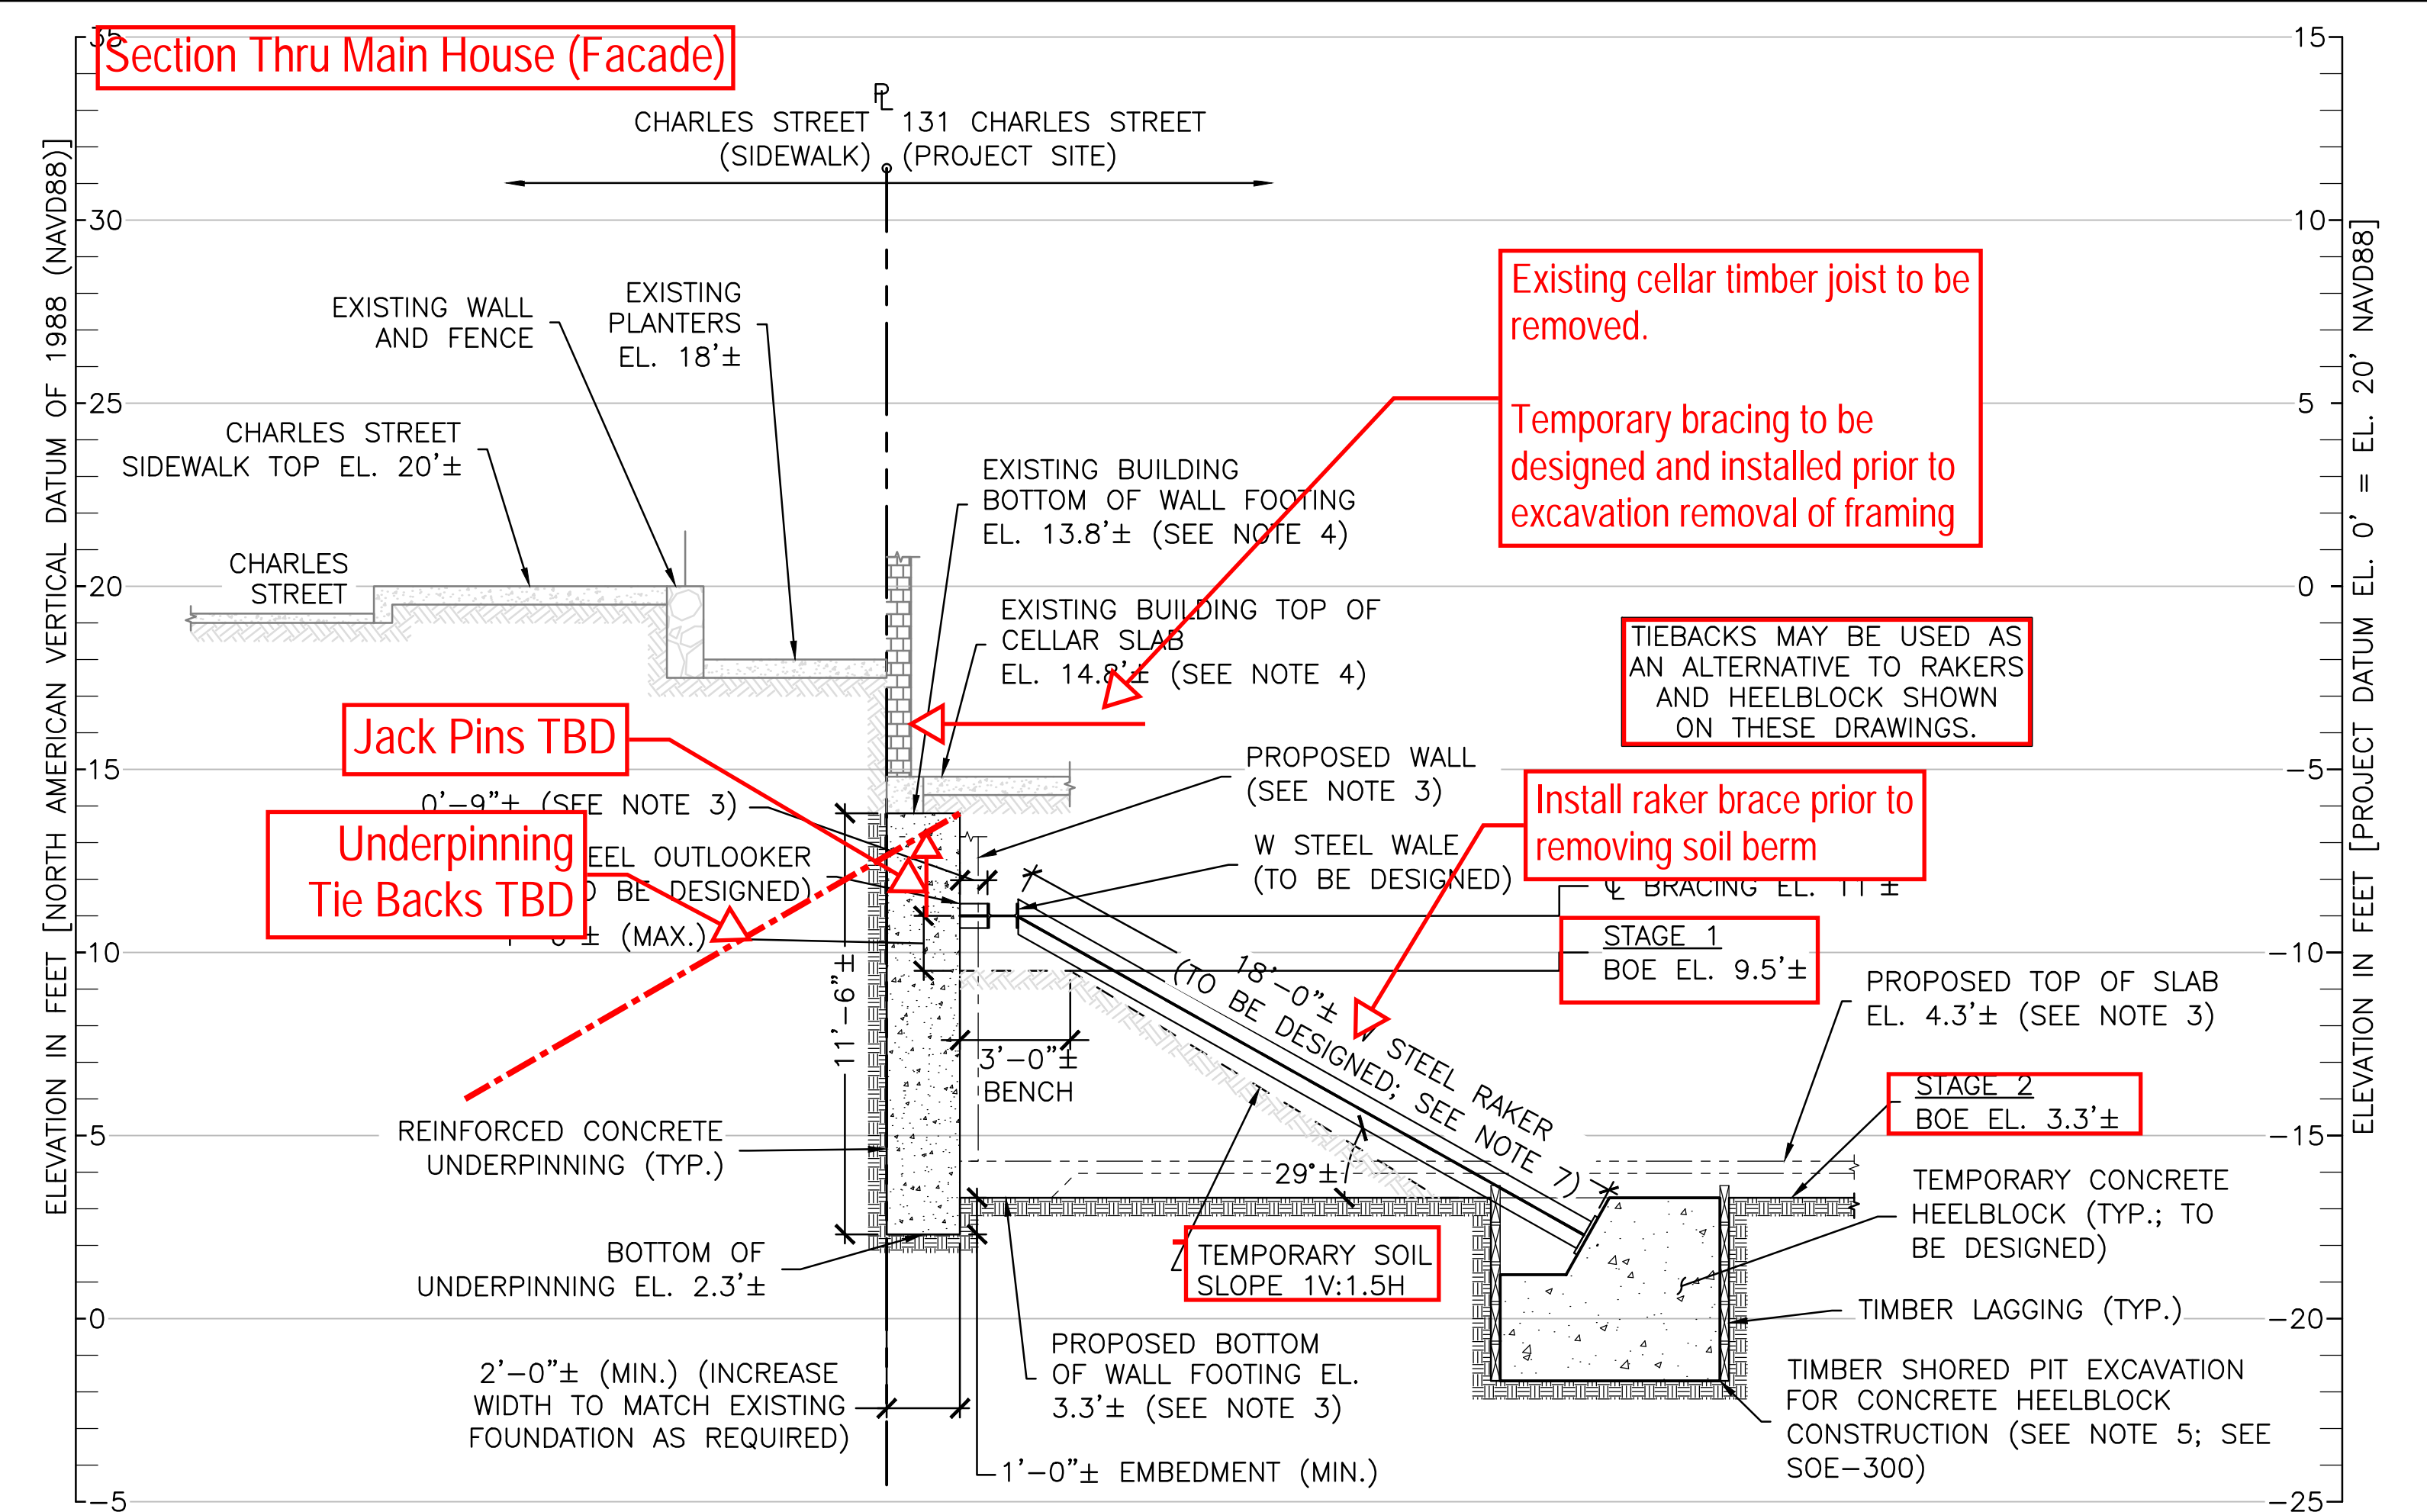 35
Section Thru Main House (Facade)
15
℄
CHARLES STREET
(SIDEWALK)
131 CHARLES STREET
(PROJECT SITE)
ELEVATION IN FEET [NORTH AMERICAN VERTICAL DATUM OF 1988 (NAVD88)]
30
25
20
15
10
5
0
-5
EXISTING WALL
AND FENCE
EXISTING
PLANTERS
EL. 18'±
CHARLES STREET
SIDEWALK TOP EL. 20'±
CHARLES
STREET
EXISTING BUILDING
BOTTOM OF WALL FOOTING
EL. 13.8'± (SEE NOTE 4)
EXISTING BUILDING TOP OF
CELLAR SLAB
EL. 14.8'± (SEE NOTE 4)
Existing cellar timber joist to be
removed.
Temporary bracing to be
designed and installed prior to
excavation removal of framing
TIEBACKS MAY BE USED AS
AN ALTERNATIVE TO RAKERS
AND HEELBLOCK SHOWN
ON THESE DRAWINGS.
Jack Pins TBD
0'-9"± (SEE NOTE 3)
Underpinning
Tie Backs TBD
EEL OUTLOOKER
BE DESIGNED)
(MAX.)
PROPOSED WALL
(SEE NOTE 3)
W STEEL WALE
(TO BE DESIGNED)
Install raker brace prior to
removing soil berm
BRACING EL. 11'±
STAGE 1
BOE EL. 9.5'±
PROPOSED TOP OF SLAB
EL. 4.3'± (SEE NOTE 3)
STAGE 2
BOE EL. 3.3'±
11'-6"±
3'-0"±
BENCH
18'-0"± W STEEL RAKER
(TO BE DESIGNED; SEE NOTE 7)
29°±
REINFORCED CONCRETE
UNDERPINNING (TYP.)
BOTTOM OF
UNDERPINNING EL. 2.3'±
2'-0"± (MIN.) (INCREASE
WIDTH TO MATCH EXISTING
FOUNDATION AS REQUIRED)
TEMPORARY SOIL
SLOPE 1V:1.5H
PROPOSED BOTTOM
OF WALL FOOTING EL.
3.3'± (SEE NOTE 3)
1'-0"± EMBEDMENT (MIN.)
TEMPORARY CONCRETE
HEELBLOCK (TYP.; TO
BE DESIGNED)
TIMBER LAGGING (TYP.)
TIMBER SHORED PIT EXCAVATION
FOR CONCRETE HEELBLOCK
CONSTRUCTION (SEE NOTE 5; SEE
SOE-300)
10
5
0
-5
-10
-15
-20
-25
ELEVATION IN FEET [PROJECT DATUM EL. 0' = EL. 20' NAVD88]